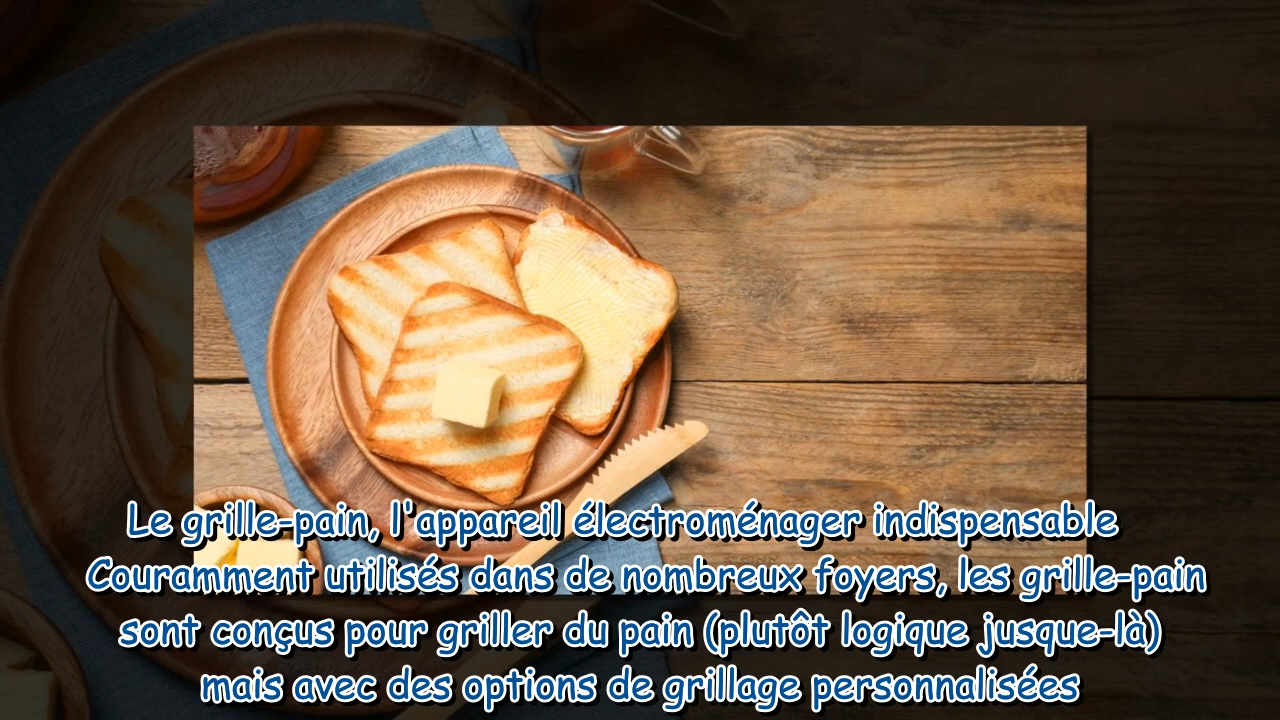 Le grille-pain, l'appareil électroménager indispensable
Couramment utilisés dans de nombreux foyers, les grille-pain
sont conçus pour griller du pain (plutôt logique jusque-là)
mais avec des options de grillage personnalisées